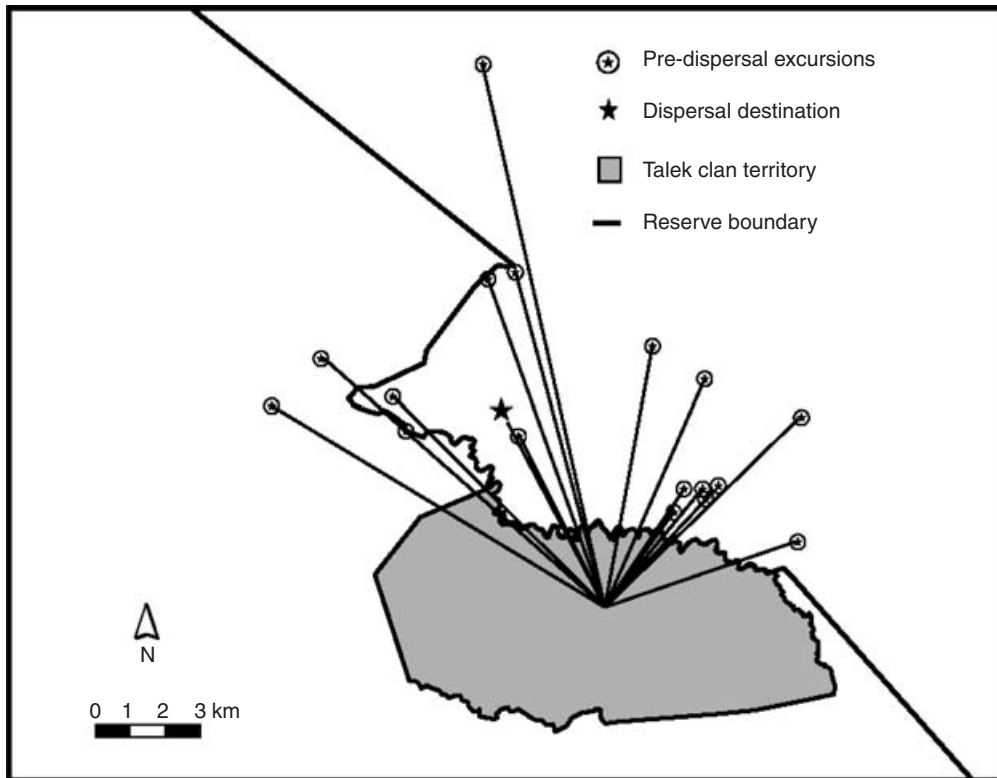 Pre-dispersal excursions
Dispersal destination
Talek clan territory
Reserve boundary
N
0 1 2 3 km